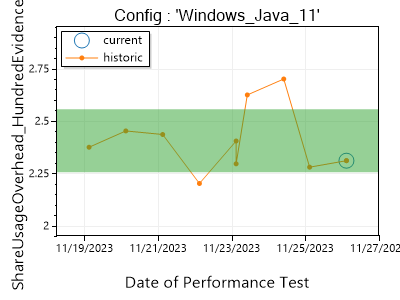 Config : 'Windows_Java_11'
current
historic
ShareUsageOverhead_HundredEvidence
2.75
2.5
2.25
2
11/19/2023
11/21/2023
11/23/2023
11/25/2023
11/27/202
Date of Performance Test